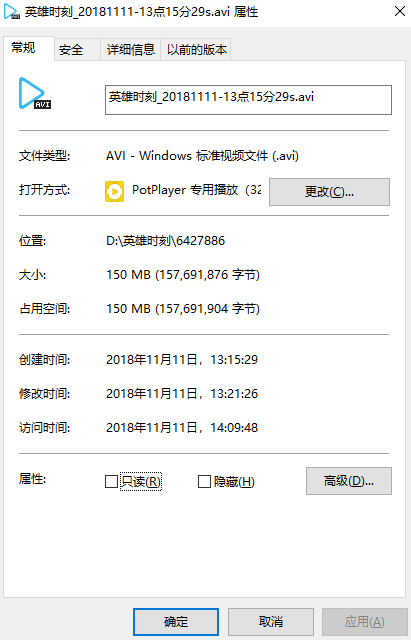 英雄时刻_20181111-13点15分29s.avi 属性
常规 安全 详细信息 以前的版本
AVI
英雄时刻_20181111-13点15分29s.avi
文件类型: AVI - Windows 标准视频文件 (.avi)
打开方式: PotPlayer 专用播放（32 更改(C)...
位置: D:\英雄时刻\6427886
大小: 150 MB (157,691,876 字节)
占用空间: 150 MB (157,691,904 字节)
创建时间: 2018年11月11日，13:15:29
修改时间: 2018年11月11日，13:21:26
访问时间: 2018年11月11日，14:09:48
属性: 只读(R) 隐藏(H) 高级(D)...
确定 取消 应用(A)